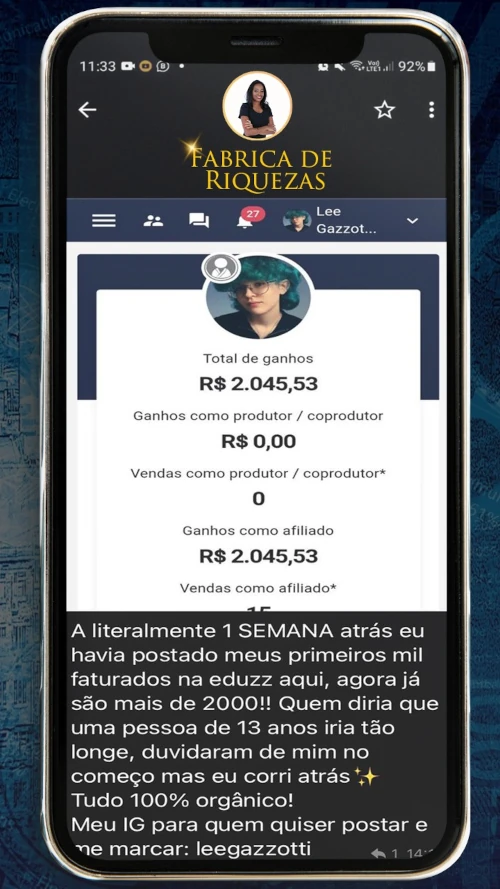 11:33
92%
FABRICA DE
RIQUEZAS
27
Lee
Gazzot...
Total de ganhos
R$ 2.045,53
Ganhos como produtor / coprodutor
R$ 0,00
Vendas como produtor / coprodutor*
0
Ganhos como afiliado
R$ 2.045,53
Vendas como afiliado*
15
A literalmente 1 SEMANA atrás eu
havia postado meus primeiros mil
faturados na eduzz aqui, agora já
são mais de 2000!! Quem diria que
uma pessoa de 13 anos iria tão
longe, duvidaram de mim no
começo mas eu corri atrás✨
Tudo 100% orgânico!
Meu IG para quem quiser postar e
me marcar: leegazzotti
1